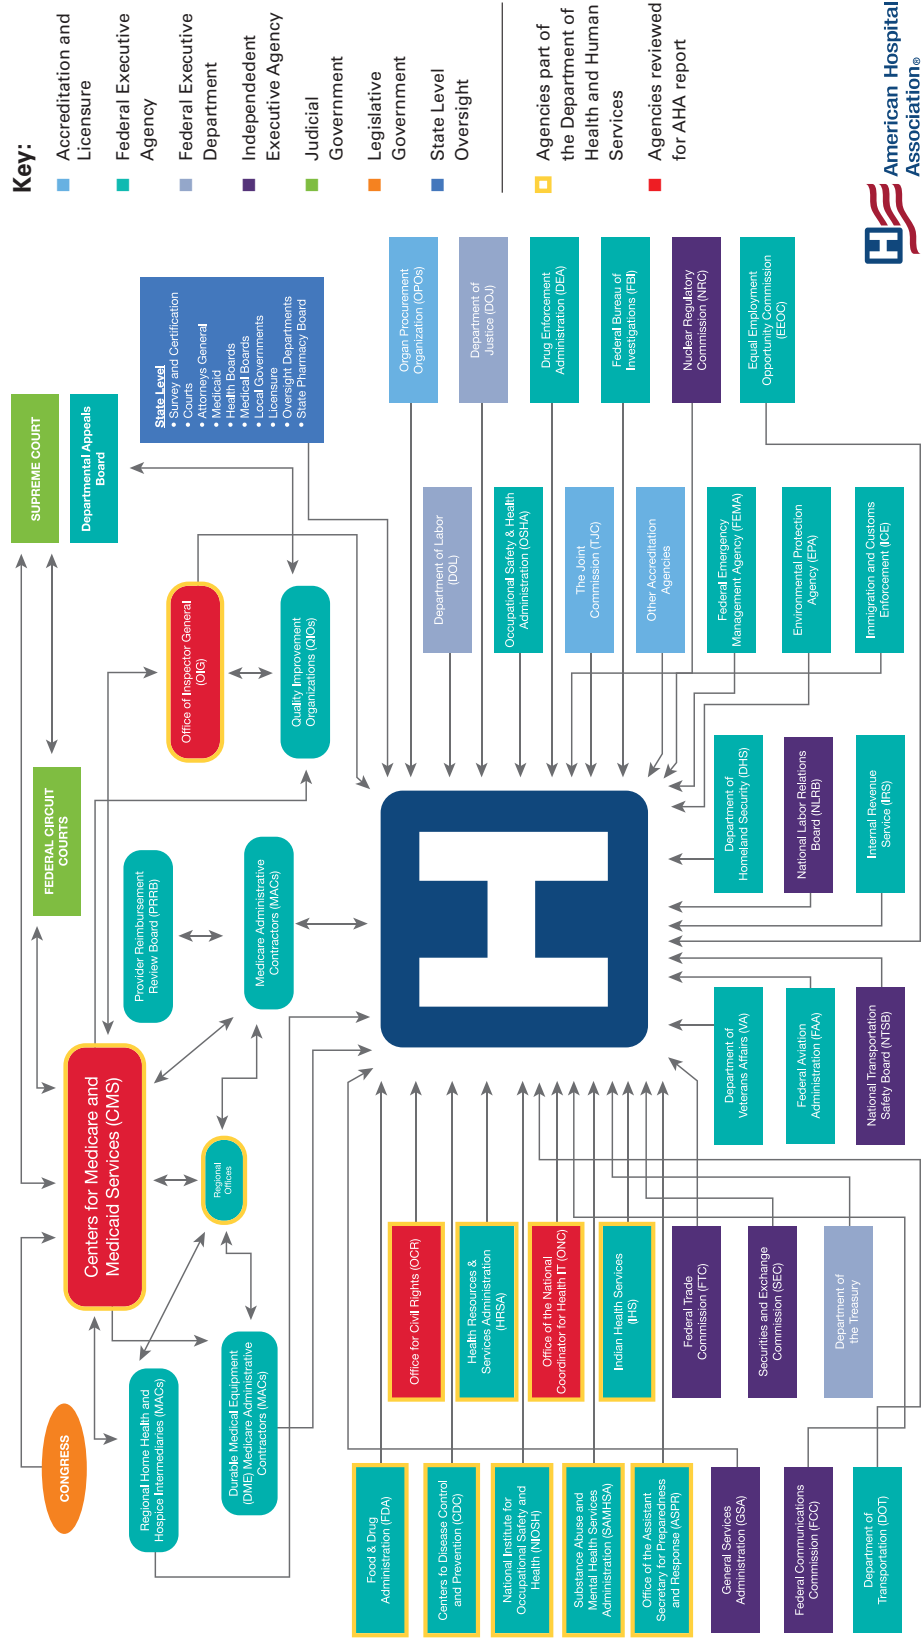 CONGRESS
Centers for Medicare and
Medicaid Services (CMS)
FEDERAL CIRCUIT
COURTS
SUPREME COURT
Departmental Appeals
Board
Regional Home Health and
Hospice Intermediaries (MACs)
Durable Medical Equipment
(DME) Medicare Administrative
Contractors (MACs)
Regional
Offices
Provider Reimbursement
Review Board (PRRB)
Medicare Administrative
Contractors (MACs)
Office of Inspector General
(OIG)
Quality Improvement
Organizations (QIOs)
State Level
• Survey and Certification
• Courts
• Attorneys General
• Medicaid
• Health Boards
• Medical Boards
• Local Governments
• Licensure
• Oversight Departments
• State Pharmacy Board
Food & Drug
Administration (FDA)
Centers fo Disease Control
and Prevention (CDC)
National Institute for
Occupational Safety and
Health (NIOSH)
Substance Abuse and
Mental Health Services
Administration (SAMHSA)
Office of the Assistant
Secretary for Preparedness
and Response (ASPR)
General Services
Administration (GSA)
Federal Communications
Commission (FCC)
Department of
Transportation (DOT)
Office for Civil Rights (OCR)
Health Resources &
Services Administration
(HRSA)
Office of the National
Coordinator for Health IT (ONC)
Indian Health Services
(IHS)
Federal Trade
Commission (FTC)
Securities and Exchange
Commission (SEC)
Department of
the Treasury
H
Department of
Veterans Affairs (VA)
Federal Aviation
Administration (FAA)
National Transportation
Safety Board (NTSB)
Department of
Homeland Security (DHS)
National Labor Relations
Board (NLRB)
Internal Revenue
Service (IRS)
Department of Labor
(DOL)
Occupational Safety & Health
Administration (OSHA)
The Joint
Commission (TJC)
Other Accreditation
Agencies
Federal Emergency
Management Agency (FEMA)
Environmental Protection
Agency (EPA)
Immigration and Customs
Enforcement (ICE)
Organ Procurement
Organization (OPOs)
Department of
Justice (DOJ)
Drug Enforcement
Administration (DEA)
Federal Bureau of
Investigations (FBI)
Nuclear Regulatory
Commission (NRC)
Equal Employment
Opportunity Commission
(EEOC)
Key:
Accreditation and
Licensure
Federal Executive
Agency
Federal Executive
Department
Independedent
Executive Agency
Judicial
Government
Legislative
Government
State Level
Oversight
Agencies part of
the Department of
Health and Human
Services
Agencies reviewed
for AHA report
H
American Hospital
Association®